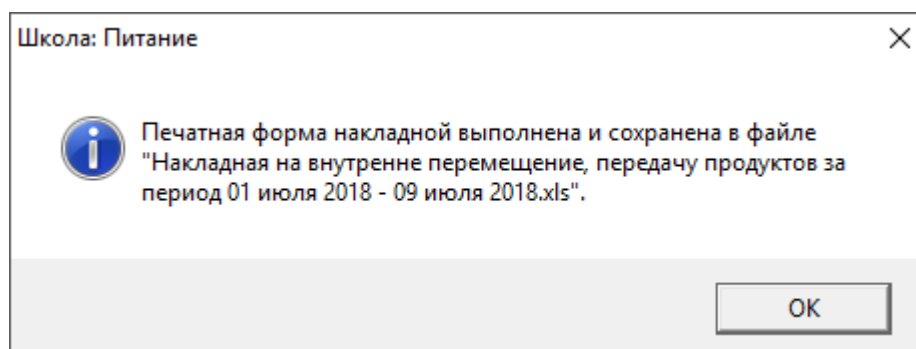 Школа: Питание
Печатная форма накладной выполнена и сохранена в файле
"Накладная на внутренне перемещение, передачу продуктов за
период 01 июля 2018 - 09 июля 2018.xls".
ОК